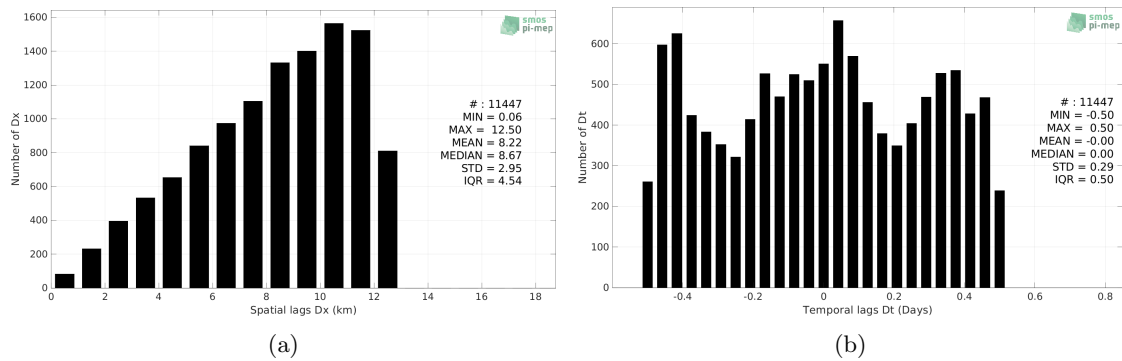 smos
pi-mep
1600
1400
1200
1000
800
600
400
200
0
Number of Dx
# : 11447
MIN = 0.06
MAX = 12.50
MEAN = 8.22
MEDIAN = 8.67
STD = 2.95
IQR = 4.54
0 2 4 6 8 10 12 14 16 18
Spatial lags Dx (km)
(a)
smos
pi-mep
600
500
400
300
200
100
0
Number of Dt
# : 11447
MIN = -0.50
MAX = 0.50
MEAN = -0.00
MEDIAN = 0.00
STD = 0.29
IQR = 0.50
-0.4 -0.2 0 0.2 0.4 0.6 0.8
Temporal lags Dt (Days)
(b)